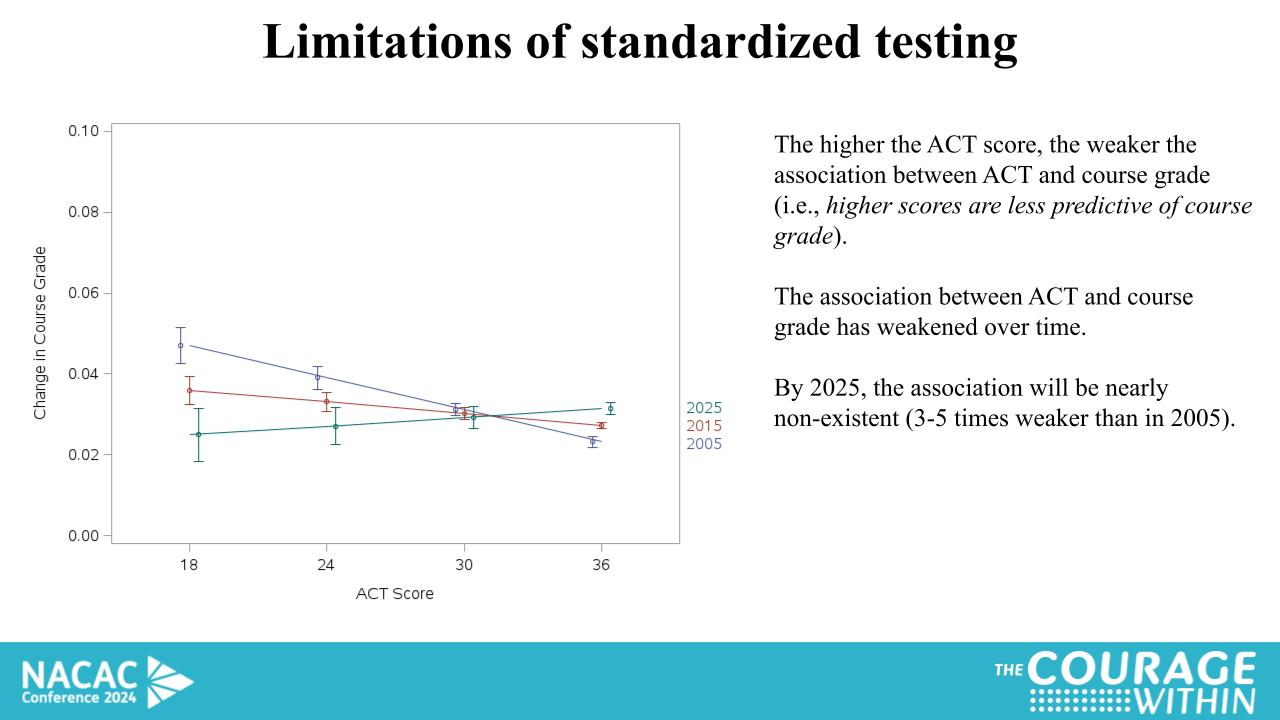 Limitations of standardized testing
0.10
0.08
0.06
0.04
0.02
0.00
Change in Course Grade
18 24 30 36
ACT Score
2025
2015
2005
The higher the ACT score, the weaker the
association between ACT and course grade
(i.e., higher scores are less predictive of course
grade).
The association between ACT and course
grade has weakened over time.
By 2025, the association will be nearly
non-existent (3-5 times weaker than in 2005).
NACAC
Conference 2024
THE COURAGE
WITHIN